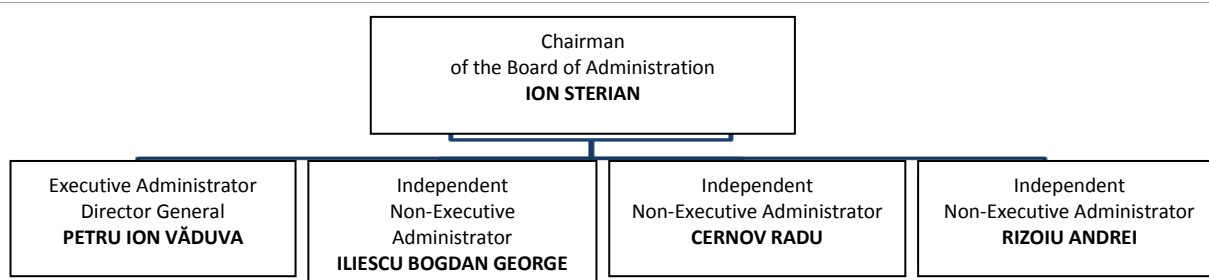 Chairman
of the Board of Administration
ION STERIAN
Executive Administrator
Director General
PETRU ION VĂDUVA
Independent
Non-Executive
Administrator
ILIESCU BOGDAN GEORGE
Independent
Non-Executive Administrator
CERNOV RADU
Independent
Non-Executive Administrator
RIZOIU ANDREI